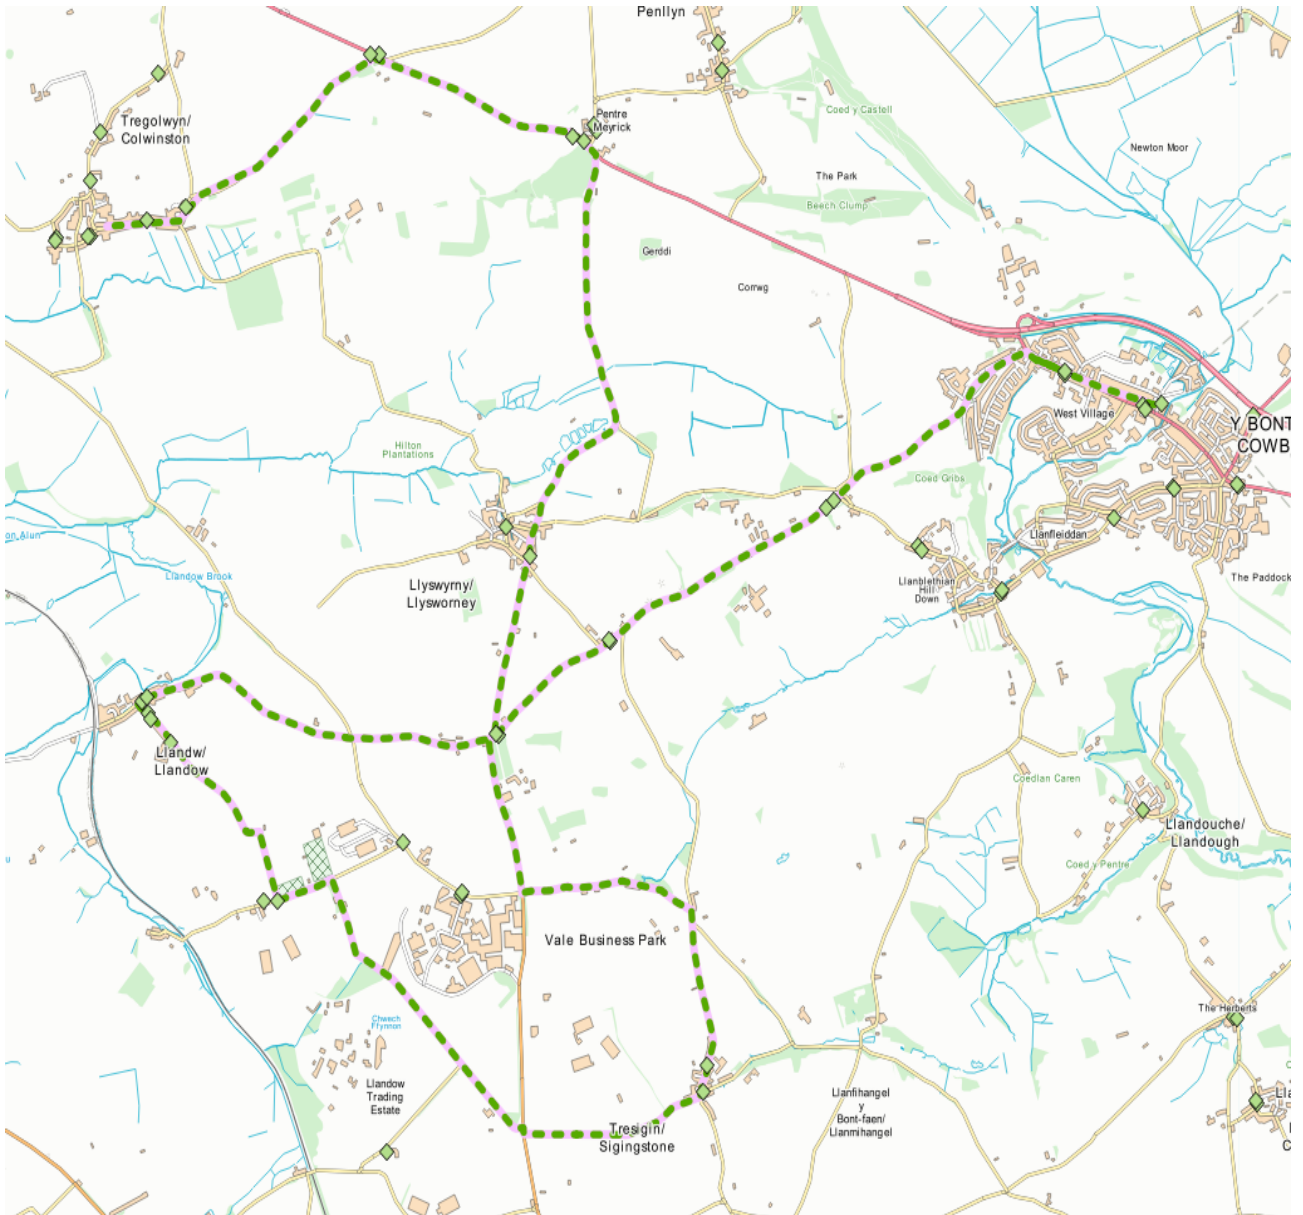 Penllyn
Tregolwyn/
Colwinston
Pentre
Meyrick
Coed y Castell
Newton Moor
The Park
Beech Clump
Gerddi
Corrwg
West Village
Y BONT
COWB
Hilton
Plantations
Coed Gribs
on Alun
Llanfleiddan
Llandow Brook
Llyswyrny/
Llysworney
Llanblethian
Hill
Down
The Paddock
Llandw/
Llandow
Coedlan Caren
Llandouche/
Llandough
Coed y Pentre
u
Vale Business Park
The Herberts
Chwech
Ffynnon
Llandow
Trading
Estate
Llanfihangel
y
Bont-faen/
Llanmihangel
Lla
Tresigin/
Sigingstone
C